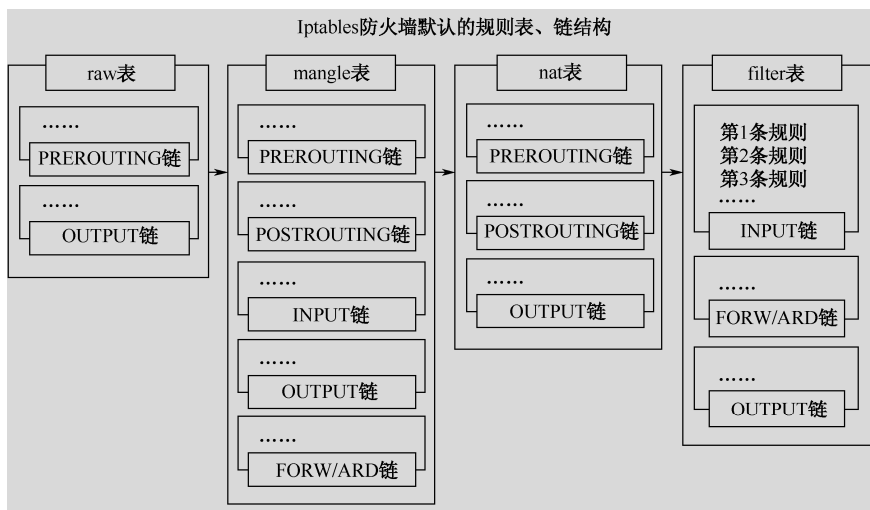 Iptables防火墙默认的规则表、链结构
raw表
……
PREROUTING链
……
OUTPUT链
mangle表
……
PREROUTING链
……
POSTROUTING链
……
INPUT链
……
OUTPUT链
……
FORW/ARD链
nat表
……
PREROUTING链
……
POSTROUTING链
……
OUTPUT链
filter表
第1条规则
第2条规则
第3条规则
……
INPUT链
……
FORW/ARD链
……
OUTPUT链